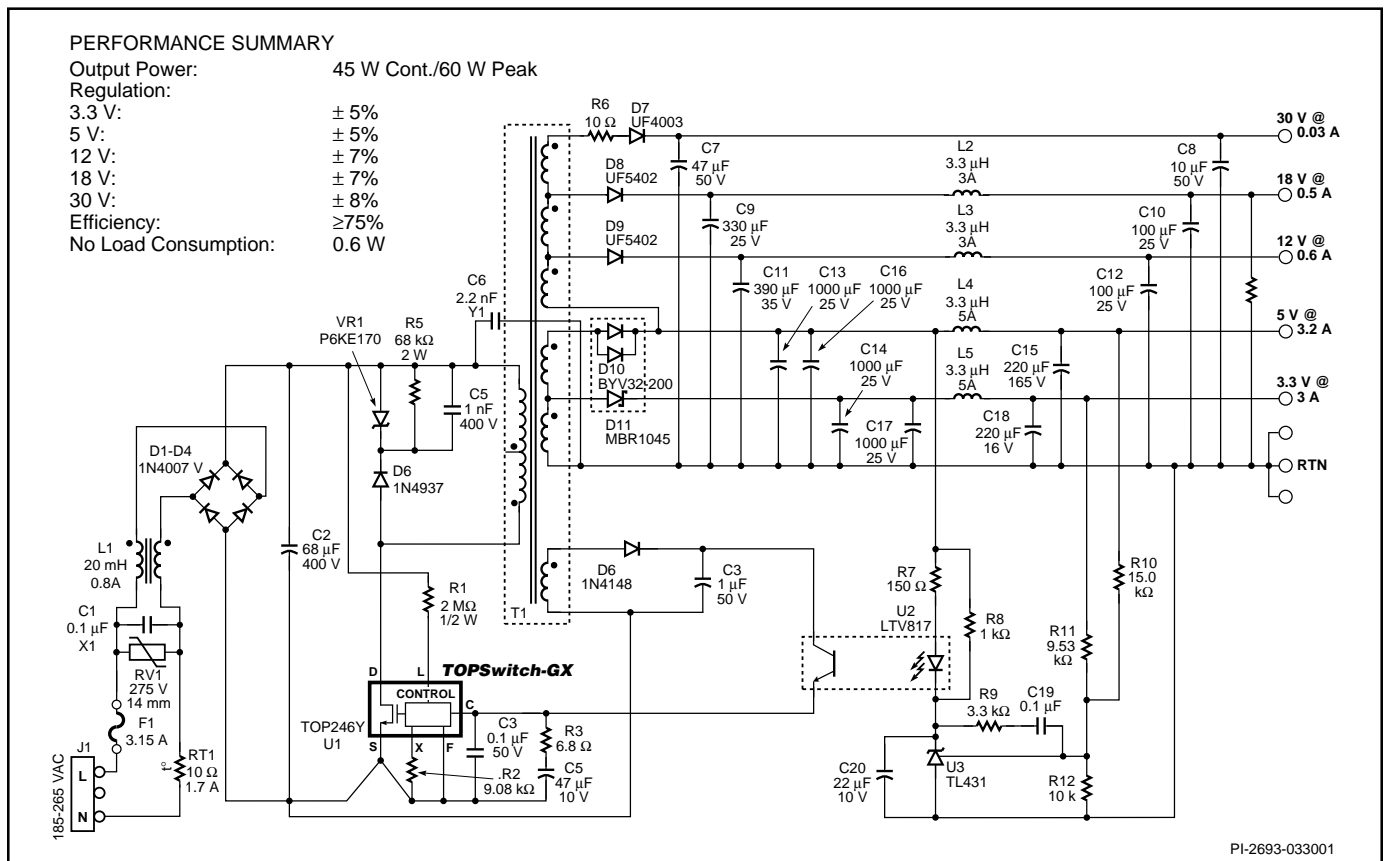 PERFORMANCE SUMMARY
Output Power: 45 W Cont./60 W Peak
Regulation:
3.3 V: ± 5%
5 V: ± 5%
12 V: ± 7%
18 V: ± 7%
30 V: ± 8%
Efficiency: ≥75%
No Load Consumption: 0.6 W
R6
10 Ω
D7
UF4003
C7
47 µF
50 V
L2
3.3 µH
3A
C8
10 µF
50 V
30 V @
0.03 A
D8
UF5402
18 V @
0.5 A
C9
330 µF
25 V
L3
3.3 µH
3A
C10
100 µF
25 V
D9
UF5402
12 V @
0.6 A
C11
390 µF
35 V
C13
1000 µF
25 V
C16
1000 µF
25 V
L4
3.3 µH
5A
C12
100 µF
25 V
5 V @
3.2 A
C6
2.2 nF
Y1
VR1
P6KE170
R5
68 kΩ
2 W
C5
1 nF
400 V
D10
BYV32-200
C14
1000 µF
25 V
L5
3.3 µH
5A
C15
220 µF
165 V
3.3 V @
3 A
D11
MBR1045
C17
1000 µF
25 V
C18
220 µF
16 V
RTN
D1-D4
1N4007 V
D6
1N4937
L1
20 mH
0.8A
C2
68 µF
400 V
C1
0.1 µF
X1
RV1
275 V
14 mm
F1
3.15 A
J1
L
N
185-265 VAC
RT1
10 Ω
1.7 A
t°
R1
2 MΩ
1/2 W
T1
D6
1N4148
C3
1 µF
50 V
R7
150 Ω
U2
LTV817
R8
1 kΩ
R10
15.0
kΩ
R11
9.53
kΩ
TOPSwitch-GX
D
L
CONTROL
C
S
X
F
TOP246Y
U1
C3
0.1 µF
50 V
R3
6.8 Ω
.R2
9.08 kΩ
C5
47 µF
10 V
R9
3.3 kΩ
C19
0.1 µF
C20
22 µF
10 V
U3
TL431
R12
10 k
PI-2693-033001